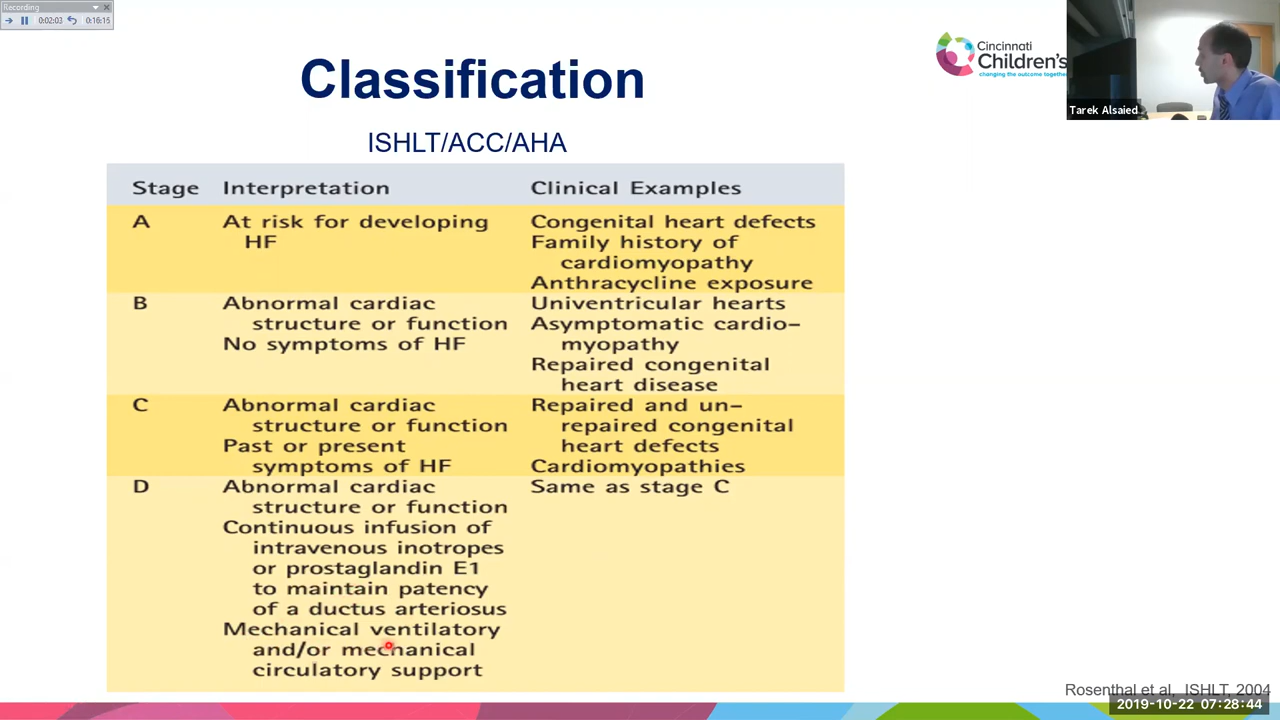 Recording
0:02:03
0:16:15
Classification
ISHLT/ACC/AHA
Cincinnati
Children's
changing the outcome together
Tarek Alsaied
Stage Interpretation Clinical Examples
A At risk for developing Congenital heart defects
HF Family history of
cardiomyopathy
Anthracycline exposure
B Abnormal cardiac Univentricular hearts
structure or function Asymptomatic cardio-
No symptoms of HF myopathy
Repaired congenital
heart disease
C Abnormal cardiac Repaired and un-
structure or function repaired congenital
Past or present heart defects
symptoms of HF Cardiomyopathies
D Abnormal cardiac Same as stage C
structure or function
Continuous infusion of
intravenous inotropes
or prostaglandin E1
to maintain patency
of a ductus arteriosus
Mechanical ventilatory
and/or mechanical
circulatory support
Rosenthal et al, ISHLT, 2004
2019-10-22 07:28:44